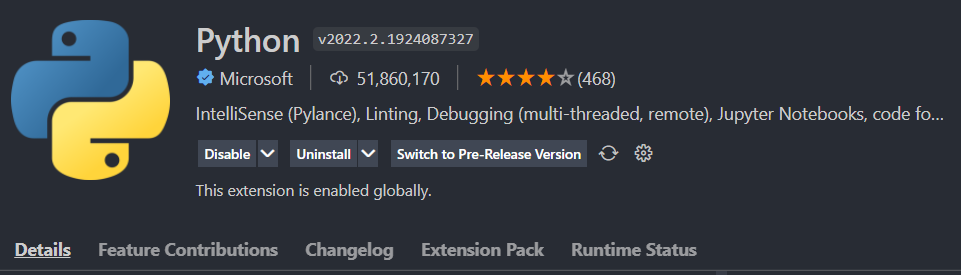 Python v2022.2.1924087327
Microsoft 51,860,170 (468)
IntelliSense (Pylance), Linting, Debugging (multi-threaded, remote), Jupyter Notebooks, code fo...
Disable Uninstall Switch to Pre-Release Version
This extension is enabled globally.
Details Feature Contributions Changelog Extension Pack Runtime Status